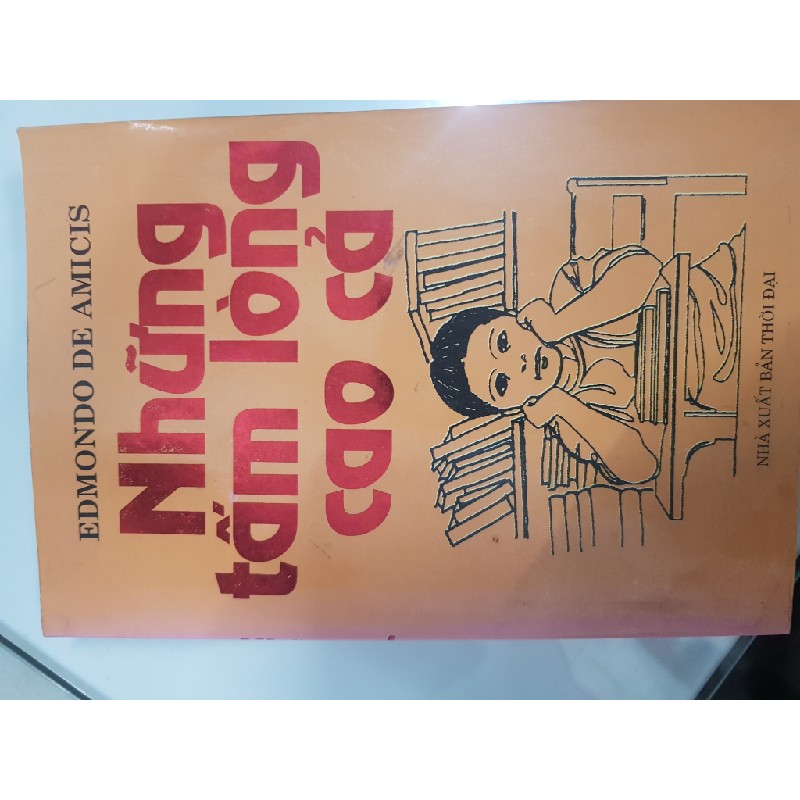 EDMONDO DE AMICIS
Những
tấm lòng
cao cả
NHÀ XUẤT BẢN THỜI ĐẠI